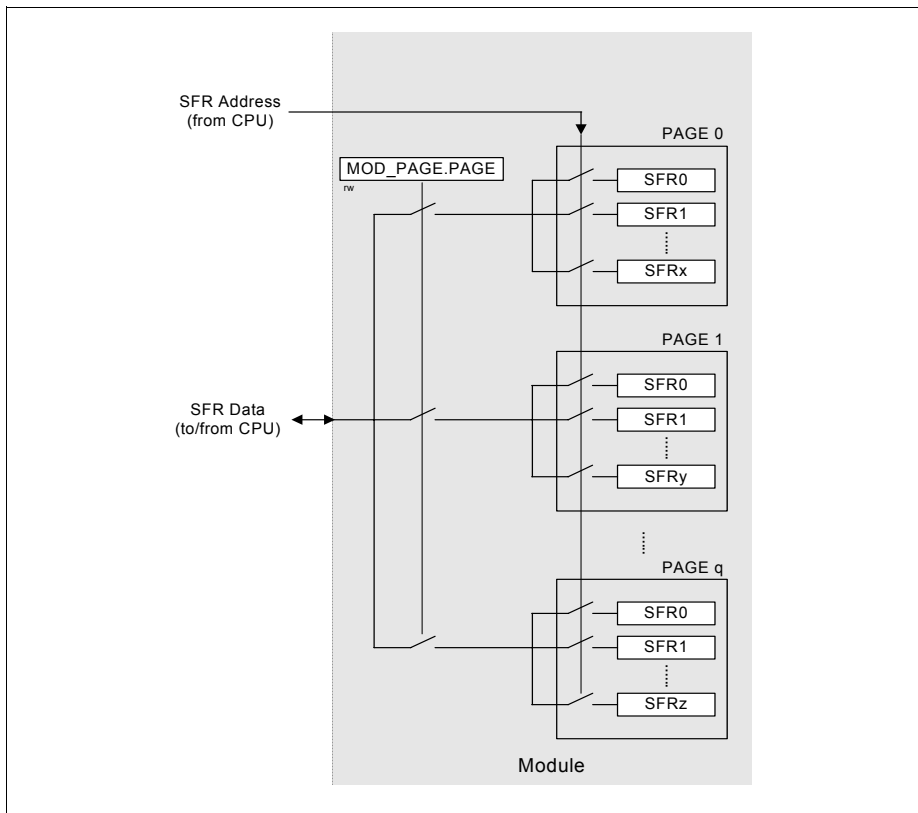 SFR Address
(from CPU)
PAGE 0
MOD_PAGE.PAGE
rw
SFR0
SFR1
SFRx
PAGE 1
SFR0
SFR1
SFRy
SFR Data
(to/from CPU)
PAGE q
SFR0
SFR1
SFRz
Module